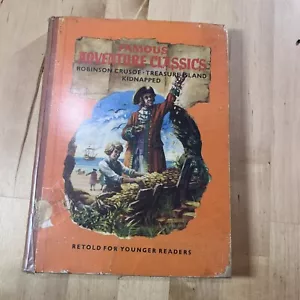 FAMOUS
ADVENTURE CLASSICS
ROBINSON CRUSOE · TREASURE ISLAND
KIDNAPPED
RETOLD FOR YOUNGER READERS